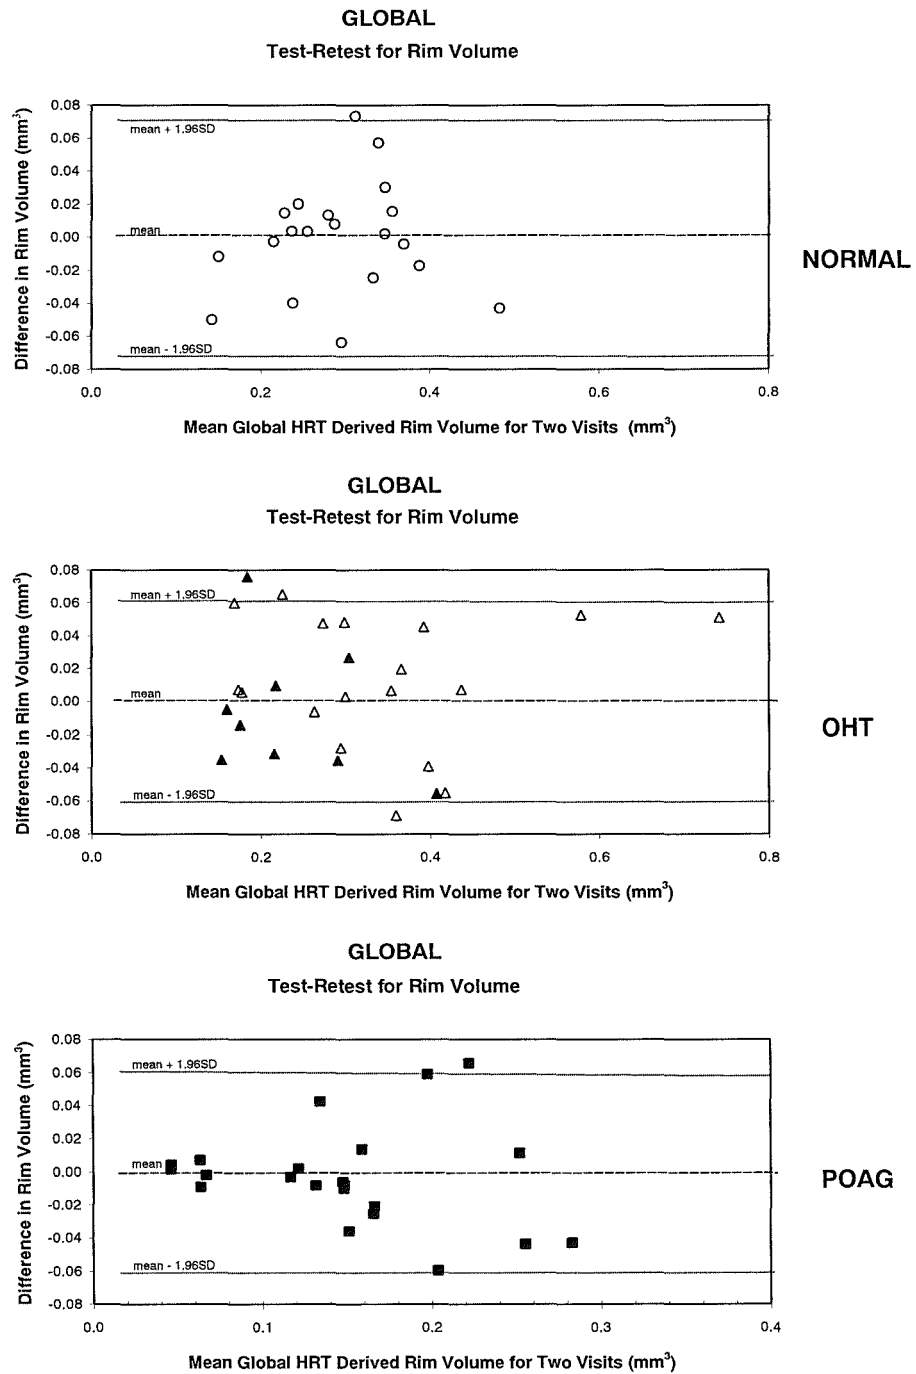 GLOBAL
Test-Retest for Rim Volume
Difference in Rim Volume (mm³)
0.08
0.06
0.04
0.02
0.00
-0.02
-0.04
-0.06
-0.08
mean + 1.96SD
mean
mean - 1.96SD
NORMAL
0.0 0.2 0.4 0.6 0.8
Mean Global HRT Derived Rim Volume for Two Visits (mm³)
GLOBAL
Test-Retest for Rim Volume
Difference in Rim Volume (mm³)
0.08
0.06
0.04
0.02
0.00
-0.02
-0.04
-0.06
-0.08
mean + 1.96SD
mean
mean - 1.96SD
OHT
0.0 0.2 0.4 0.6 0.8
Mean Global HRT Derived Rim Volume for Two Visits (mm³)
GLOBAL
Test-Retest for Rim Volume
Difference in Rim Volume (mm³)
0.08
0.06
0.04
0.02
0.00
-0.02
-0.04
-0.06
-0.08
mean + 1.96SD
mean
mean - 1.96SD
POAG
0.0 0.1 0.2 0.3 0.4
Mean Global HRT Derived Rim Volume for Two Visits (mm³)